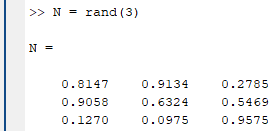 >> N = rand(3)
N =
0.8147 0.9134 0.2785
0.9058 0.6324 0.5469
0.1270 0.0975 0.9575